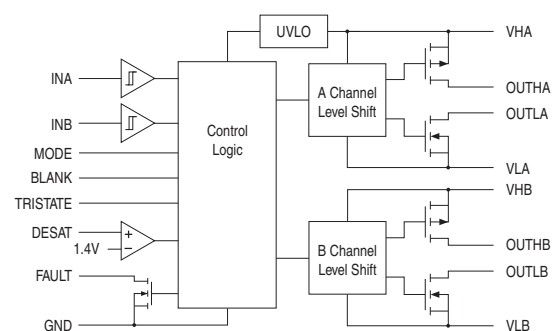 UVLO
VHA
INA
OUTHA
A Channel
Level Shift
OUTLA
INB
Control
Logic
MODE
VLA
BLANK
VHB
TRISTATE
DESAT
+
1.4V
−
B Channel
Level Shift
OUTHB
FAULT
OUTLB
GND
VLB